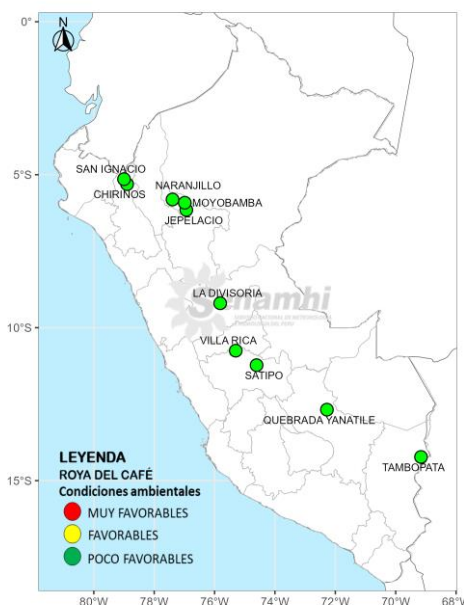 N
0°
SAN IGNACIO
5°S
CHIRINOS
NARANJILLO
MOYOBAMBA
JEPELACIO
LA DIVISORIA
Senamhi
10°S
VILLA RICA
SATIPO
QUEBRADA YANATILE
TAMBOPATA
15°S
LEYENDA
ROYA DEL CAFÉ
Condiciones ambientales
MUY FAVORABLES
FAVORABLES
POCO FAVORABLES
80°W 78°W 76°W 74°W 72°W 70°W 68°W